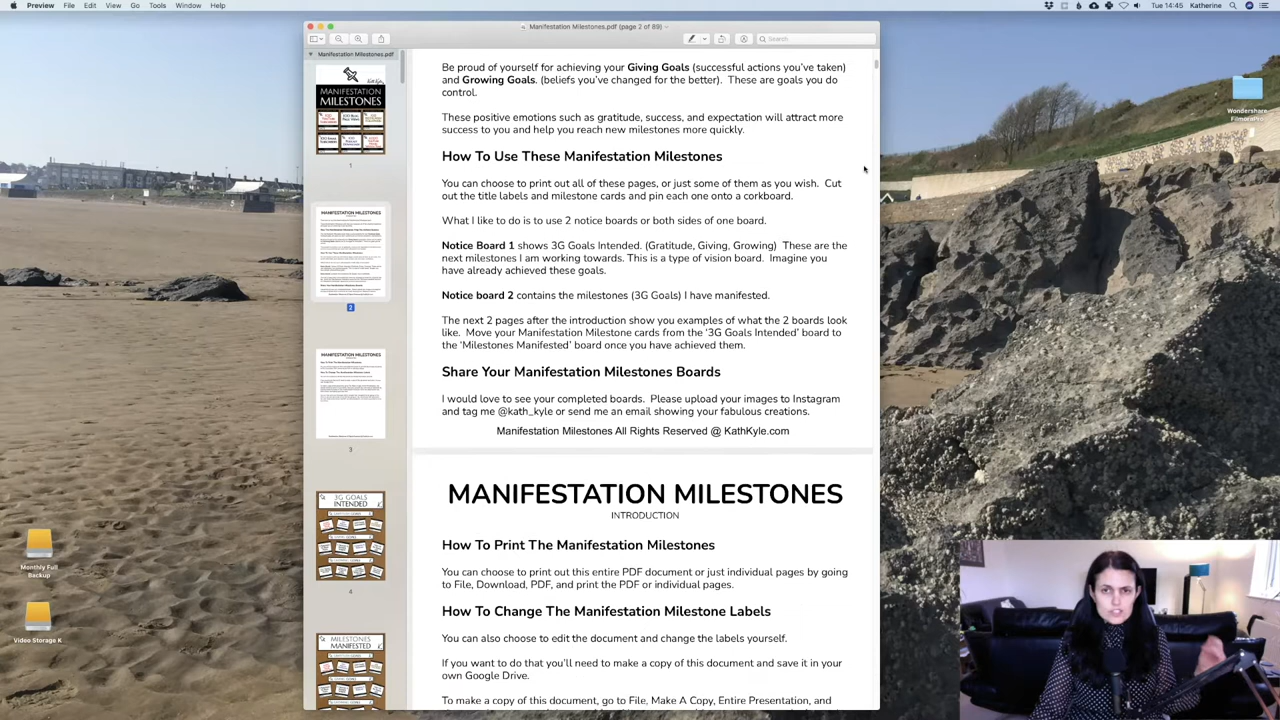 Preview File Edit View Go Tools Window Help
Tue 14:45 Katherine
Manifestation Milestones.pdf (page 2 of 89)
Search
Manifestation Milestones.pdf
MANIFESTATION
MILESTONES
1
MANIFESTATION MILESTONES
2
MANIFESTATION MILESTONES
3
3G GOALS
INTENDED
4
MILESTONES
MANIFESTED
Be proud of yourself for achieving your Giving Goals (successful actions you've taken)
and Growing Goals. (beliefs you've changed for the better). These are goals you do
control.
These positive emotions such as gratitude, success, and expectation will attract more
success to you and help you reach new milestones more quickly.
How To Use These Manifestation Milestones
You can choose to print out all of these pages, or just some of them as you wish. Cut
out the title labels and milestone cards and pin each one onto a corkboard.
What I like to do is to use 2 notice boards or both sides of one board.
Notice Board 1 shows 3G Goals Intended. (Gratitude, Giving, Growing) These are the
next milestones I am working towards. This is a type of vision board. Imagine you
have already achieved these goals.
Notice board 2 contains the milestones (3G Goals) I have manifested.
The next 2 pages after the introduction show you examples of what the 2 boards look
like. Move your Manifestation Milestone cards from the '3G Goals Intended' board to
the 'Milestones Manifested' board once you have achieved them.
Share Your Manifestation Milestones Boards
I would love to see your completed boards. Please upload your images to Instagram
and tag me @kath_kyle or send me an email showing your fabulous creations.
Manifestation Milestones All Rights Reserved @ KathKyle.com
MANIFESTATION MILESTONES
INTRODUCTION
How To Print The Manifestation Milestones
You can choose to print out this entire PDF document or just individual pages by going
to File, Download, PDF, and print the PDF or individual pages.
How To Change The Manifestation Milestone Labels
You can also choose to edit the document and change the labels yourself.
If you want to do that you'll need to make a copy of this document and save it in your
own Google Drive.
To make a copy of this document, go to File, Make A Copy, Entire Presentation, and
Wondershare
FilmoraPro
Monthly Full
Backup
Video Storage K